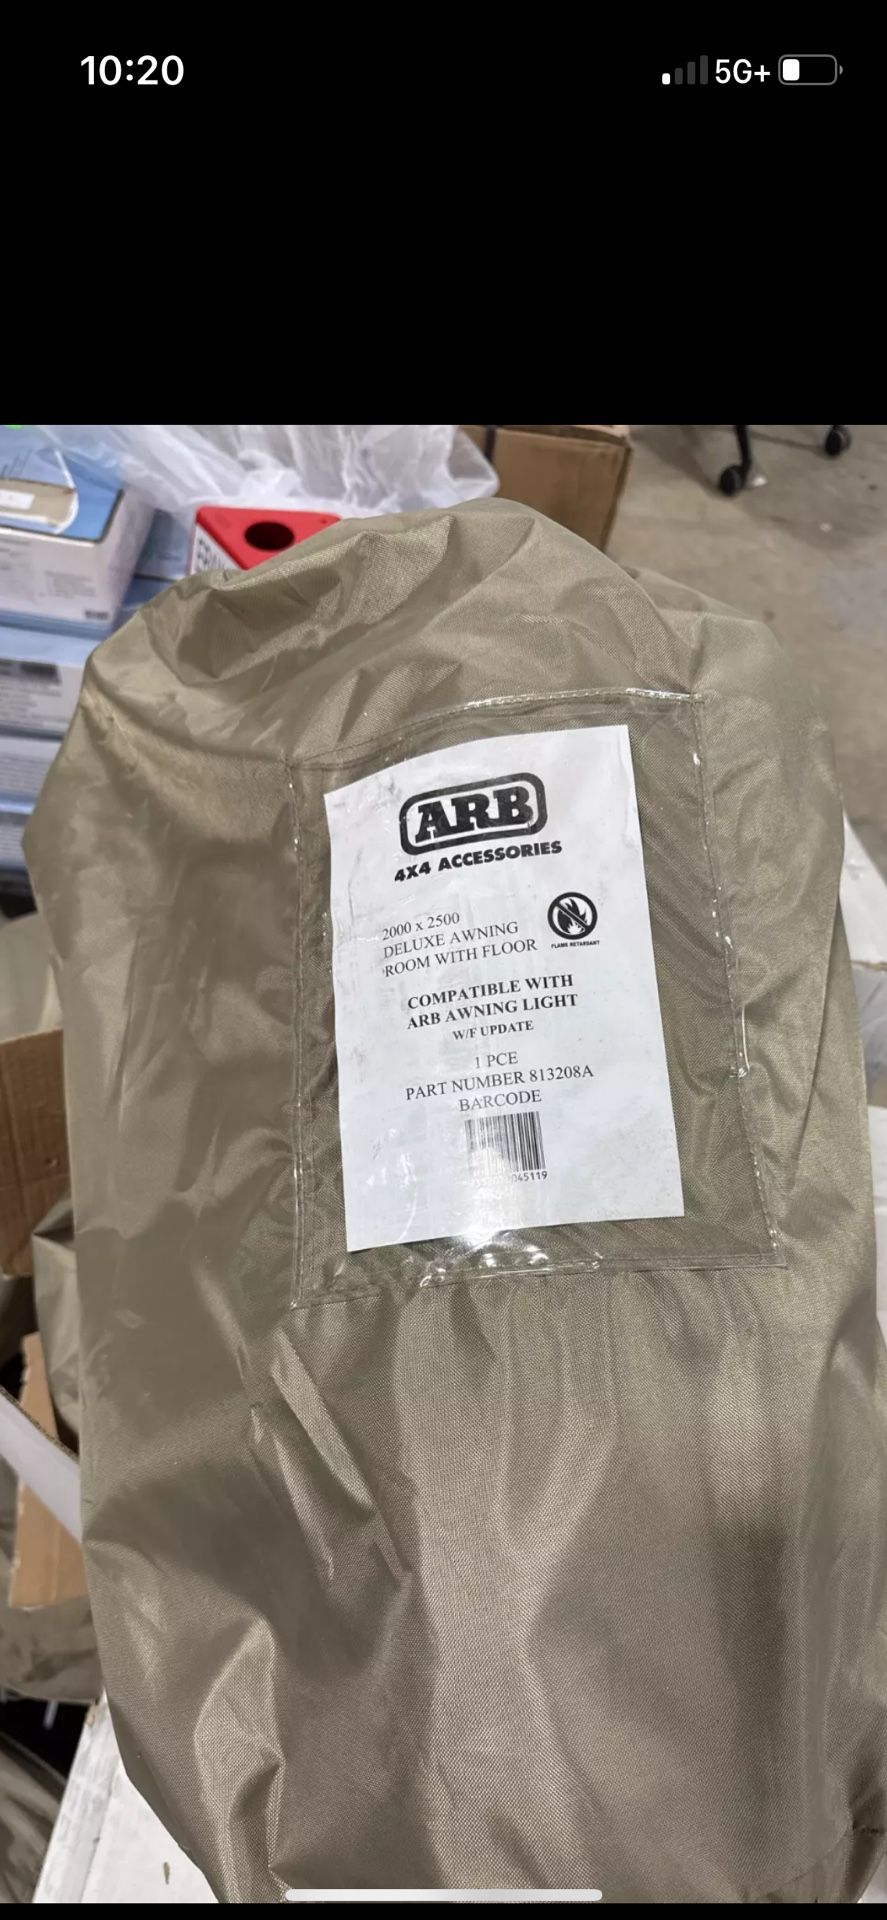 10:20
5G+
ARB
4X4 ACCESSORIES
2000 x 2500
DELUXE AWNING
ROOM WITH FLOOR
FLAME RETARDANT
COMPATIBLE WITH
ARB AWNING LIGHT
W/F UPDATE
1 PCE
PART NUMBER 813208A
BARCODE